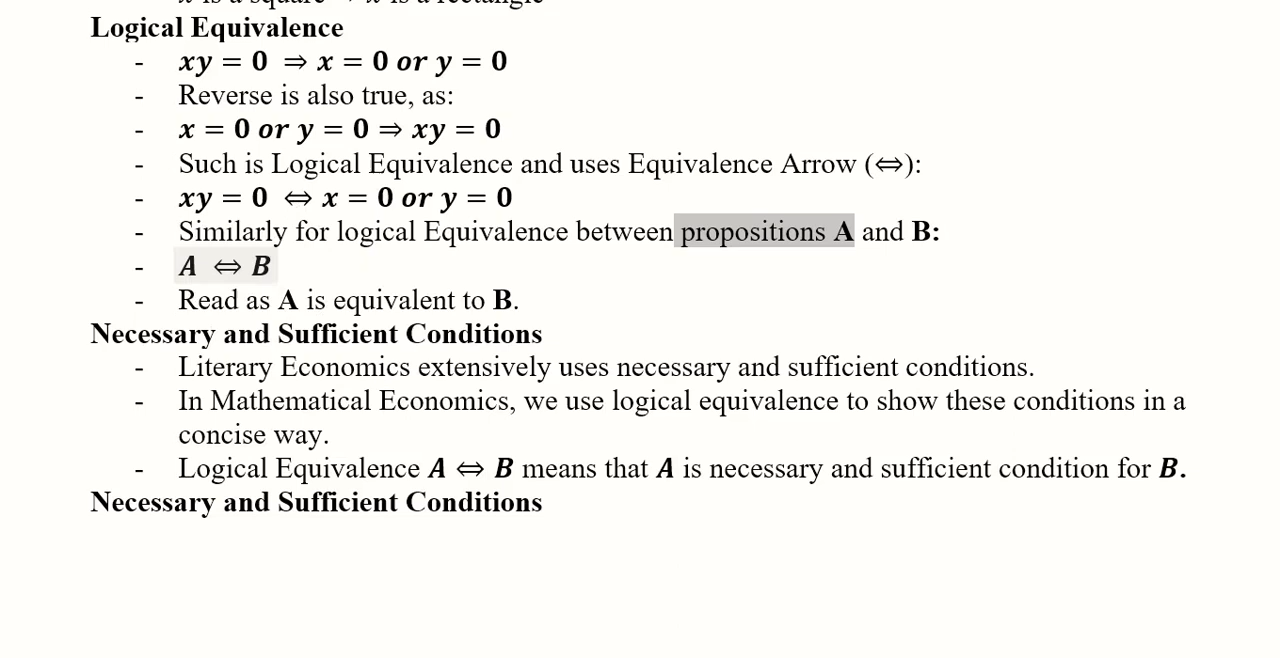 x is a square → x is a rectangle
Logical Equivalence
- xy = 0 ⇒ x = 0 or y = 0
- Reverse is also true, as:
- x = 0 or y = 0 ⇒ xy = 0
- Such is Logical Equivalence and uses Equivalence Arrow (⇔):
- xy = 0 ⇔ x = 0 or y = 0
- Similarly for logical Equivalence between propositions A and B:
- A ⇔ B
- Read as A is equivalent to B.
Necessary and Sufficient Conditions
- Literary Economics extensively uses necessary and sufficient conditions.
- In Mathematical Economics, we use logical equivalence to show these conditions in a
concise way.
- Logical Equivalence A ⇔ B means that A is necessary and sufficient condition for B.
Necessary and Sufficient Conditions